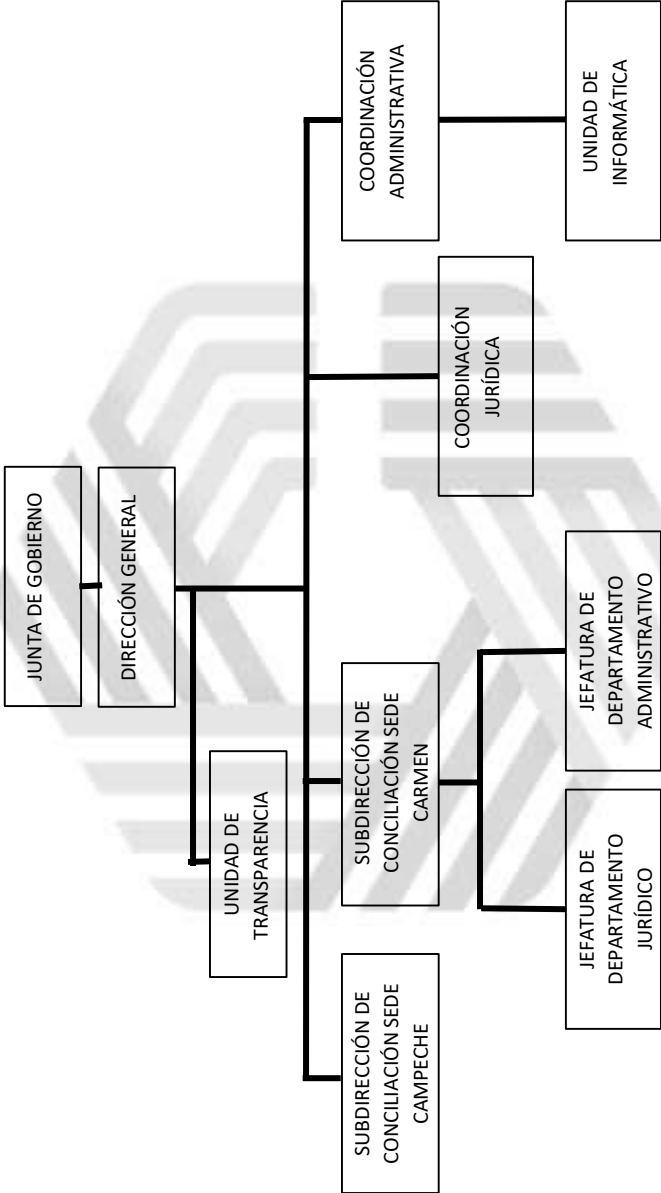 JUNTA DE GOBIERNO
DIRECCIÓN GENERAL
UNIDAD DE
TRANSPARENCIA
SUBDIRECCIÓN DE
CONCILIACIÓN SEDE
CAMPECHE
SUBDIRECCIÓN DE
CONCILIACIÓN SEDE
CARMEN
COORDINACIÓN
JURÍDICA
COORDINACIÓN
ADMINISTRATIVA
JEFATURA DE
DEPARTAMENTO
JURÍDICO
JEFATURA DE
DEPARTAMENTO
ADMINISTRATIVO
UNIDAD DE
INFORMÁTICA